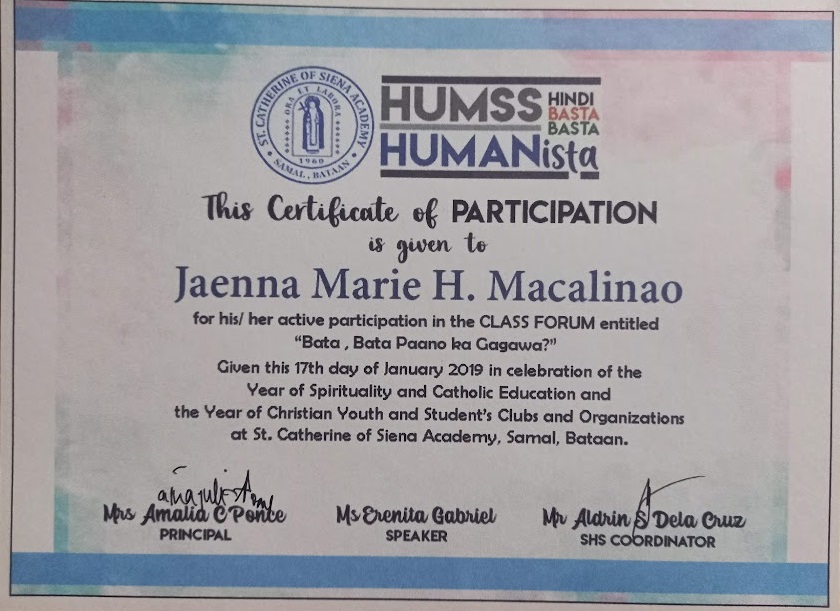 ST. CATHERINE OF SIENA ACADEMY
ORA ET LABORA
1960
SAMAL, BATAAN
HUMSS HINDI BASTA BASTA
HUMANista
This Certificate of PARTICIPATION
is given to
Jaenna Marie H. Macalinao
for his/ her active participation in the CLASS FORUM entitled
“Bata , Bata Paano ka Gagawa?”
Given this 17th day of January 2019 in celebration of the
Year of Spirituality and Catholic Education and
the Year of Christian Youth and Student's Clubs and Organizations
at St. Catherine of Siena Academy, Samal, Bataan.
Mrs Amalia C Ponce
PRINCIPAL
Ms Erenita Gabriel
SPEAKER
Mr Aldrin S Dela Cruz
SHS COORDINATOR